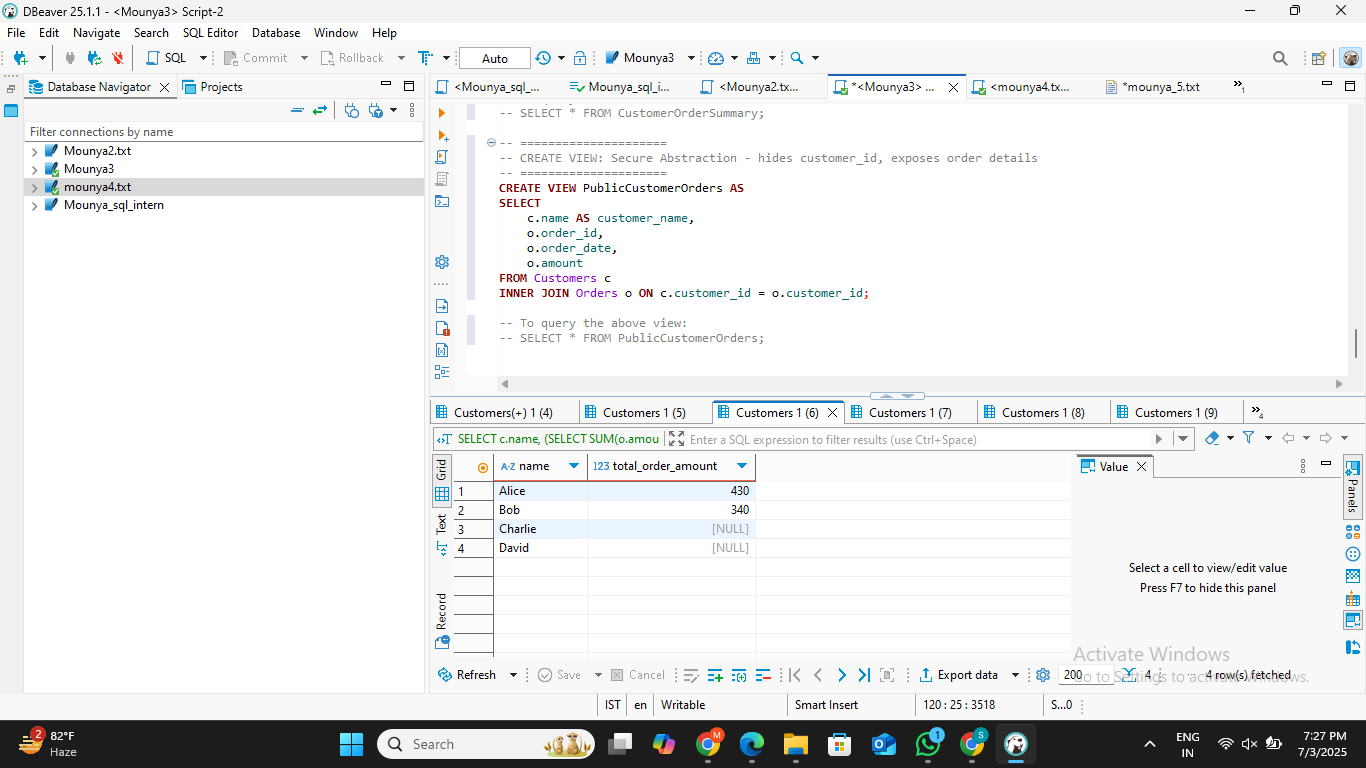 DBeaver 25.1.1 - <Mounya3> Script-2
File Edit Navigate Search SQL Editor Database Window Help
SQL Commit Rollback T Auto Mounya3
Database Navigator Projects
<Mounya_sql_... Mounya_sql_i... <Mounya2.tx... *<Mounya3> ... <mounya4.tx... *mounya_5.txt »1
Filter connections by name
Mounya2.txt
Mounya3
mounya4.txt
Mounya_sql_intern
-- SELECT * FROM CustomerOrderSummary;
-- =====================
-- CREATE VIEW: Secure Abstraction - hides customer_id, exposes order details
-- =====================
CREATE VIEW PublicCustomerOrders AS
SELECT
c.name AS customer_name,
o.order_id,
o.order_date,
o.amount
FROM Customers c
INNER JOIN Orders o ON c.customer_id = o.customer_id;
-- To query the above view:
-- SELECT * FROM PublicCustomerOrders;
Customers(+) 1 (4) Customers 1 (5) Customers 1 (6) Customers 1 (7) Customers 1 (8) Customers 1 (9) »4
SELECT c.name, (SELECT SUM(o.amou Enter a SQL expression to filter results (use Ctrl+Space)
Grid
Text
Record
A-Z name 123 total_order_amount
1 Alice 430
2 Bob 340
3 Charlie [NULL]
4 David [NULL]
Value
Select a cell to view/edit value
Press F7 to hide this panel
Panels
Activate Windows
Go to Settings to activate Windows.
Refresh Save Cancel Export data 200 4 4 row(s) fetched
IST en Writable Smart Insert 120 : 25 : 3518 S...0
2 82°F
Haze
Search
M
1
S
ENG
IN
7:27 PM
7/3/2025